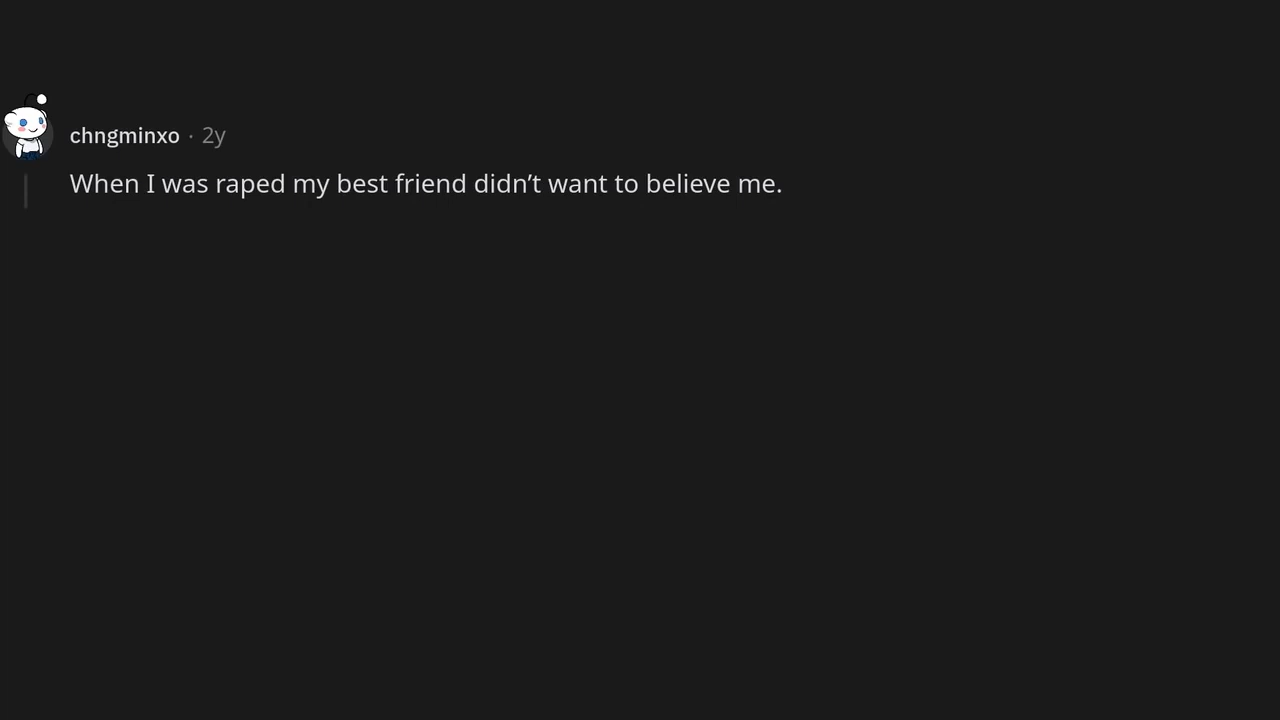 chngminxo · 2y
When I was raped my best friend didn’t want to believe me.